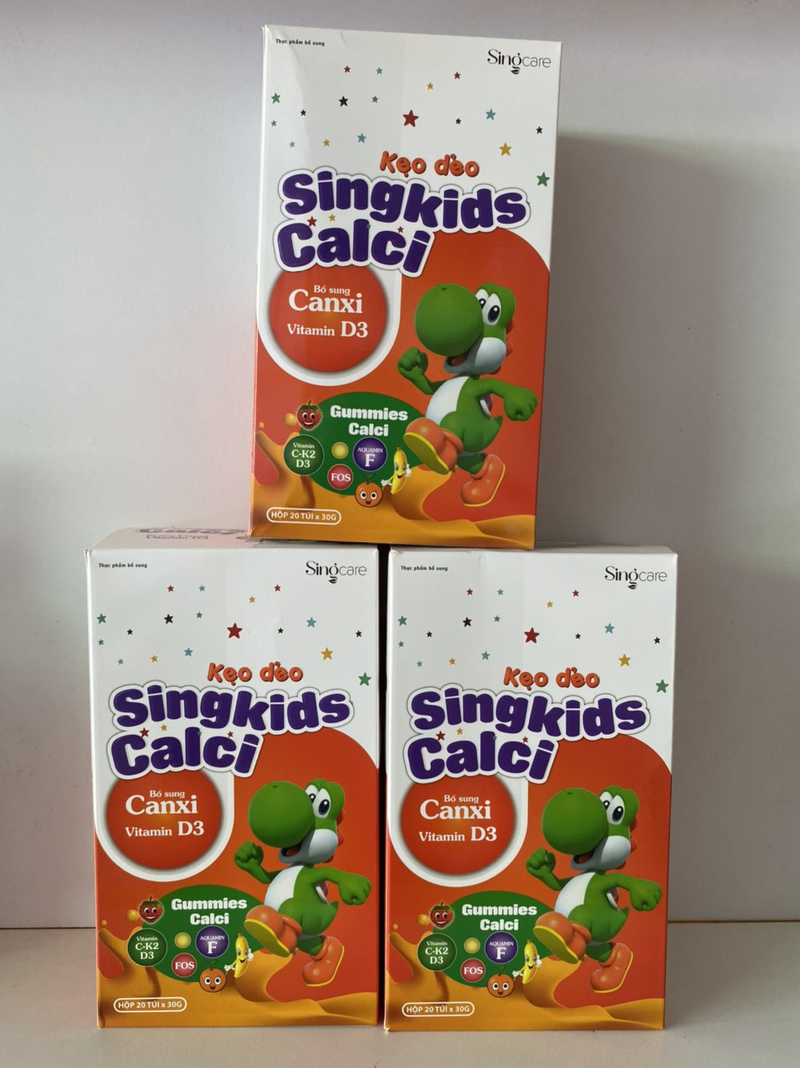 Thực phẩm bổ sung
Singcare
Kẹo dẻo
Singkids
Calci
Bổ sung
Canxi
Vitamin D3
Gummies
Calci
Vitamin
C-K2
D3
AQUAMIN
F
FOS
HỘP 20 TÚI x 30G
Calci
Thực phẩm bổ sung
Singcare
Kẹo dẻo
Singkids
Calci
Bổ sung
Canxi
Vitamin D3
Gummies
Calci
Vitamin
C-K2
D3
AQUAMIN
F
FOS
HỘP 20 TÚI x 30G
Thực phẩm bổ sung
Singcare
Kẹo dẻo
Singkids
Calci
Bổ sung
Canxi
Vitamin D3
Gummies
Calci
Vitamin
C-K2
D3
AQUAMIN
F
FOS
HỘP 20 TÚI x 30G